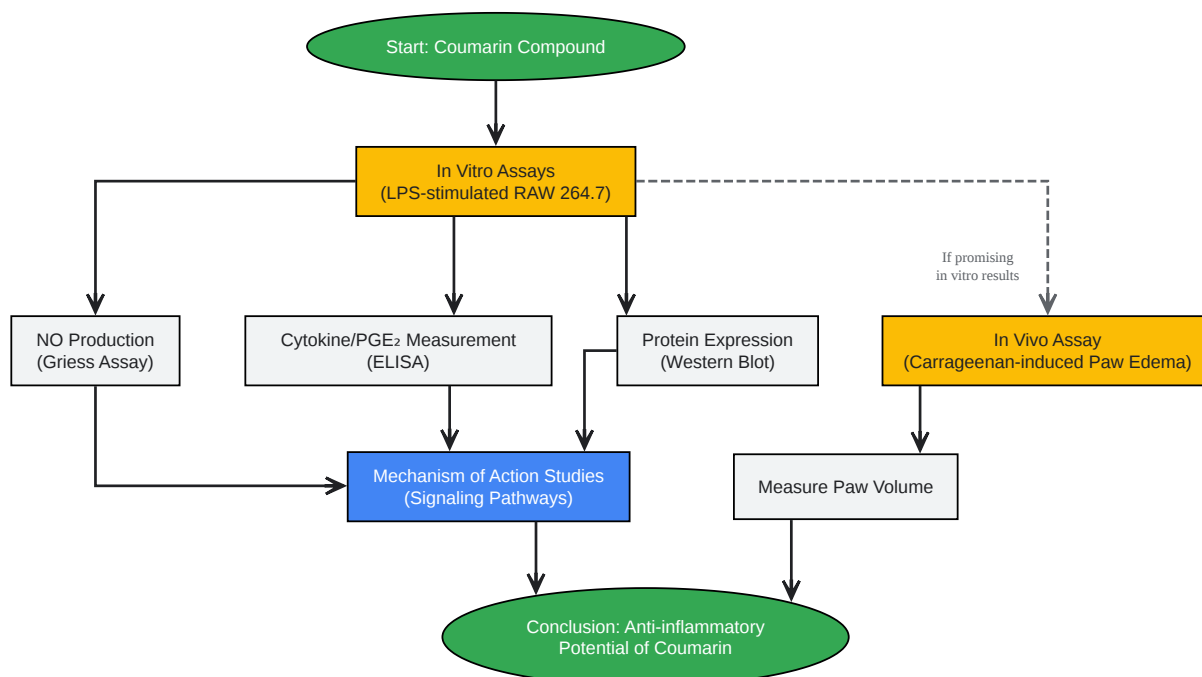 Start: Coumarin Compound
In Vitro Assays
(LPS-stimulated RAW 264.7)
If promising
in vitro results
NO Production
(Griess Assay)
Cytokine/PGE₂ Measurement
(ELISA)
Protein Expression
(Western Blot)
In Vivo Assay
(Carrageenan-induced Paw Edema)
Mechanism of Action Studies
(Signaling Pathways)
Measure Paw Volume
Conclusion: Anti-inflammatory
Potential of Coumarin